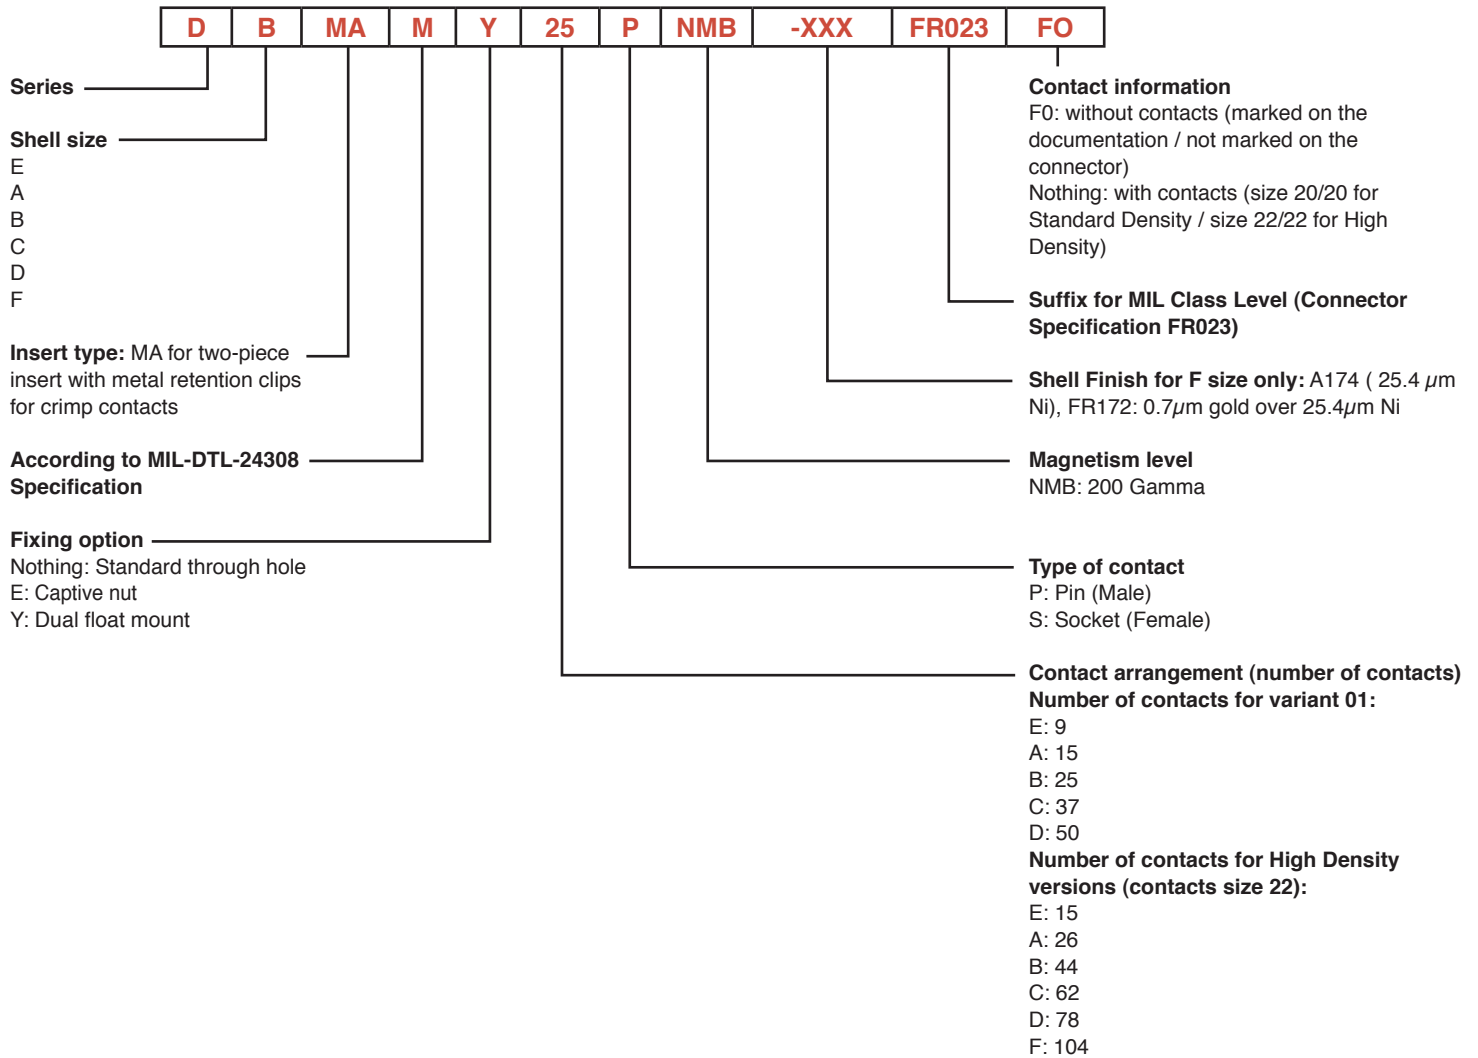 D B MA M Y 25 P NMB -XXX FR023 FO
Series
Shell size
E
A
B
C
D
F
Insert type: MA for two-piece
insert with metal retention clips
for crimp contacts
According to MIL-DTL-24308
Specification
Fixing option
Nothing: Standard through hole
E: Captive nut
Y: Dual float mount
Contact information
F0: without contacts (marked on the
documentation / not marked on the
connector)
Nothing: with contacts (size 20/20 for
Standard Density / size 22/22 for High
Density)
Suffix for MIL Class Level (Connector
Specification FR023)
Shell Finish for F size only: A174 ( 25.4 µm
Ni), FR172: 0.7µm gold over 25.4µm Ni
Magnetism level
NMB: 200 Gamma
Type of contact
P: Pin (Male)
S: Socket (Female)
Contact arrangement (number of contacts)
Number of contacts for variant 01:
E: 9
A: 15
B: 25
C: 37
D: 50
Number of contacts for High Density
versions (contacts size 22):
E: 15
A: 26
B: 44
C: 62
D: 78
F: 104